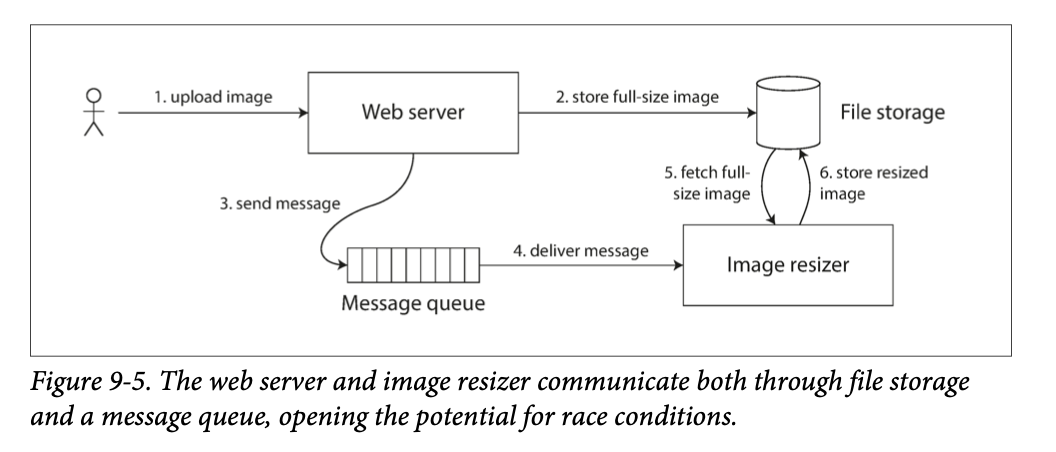 1. upload image
Web server
2. store full-size image
File storage
3. send message
Message queue
4. deliver message
5. fetch full-
size image
6. store resized
image
Image resizer
Figure 9-5. The web server and image resizer communicate both through file storage
and a message queue, opening the potential for race conditions.